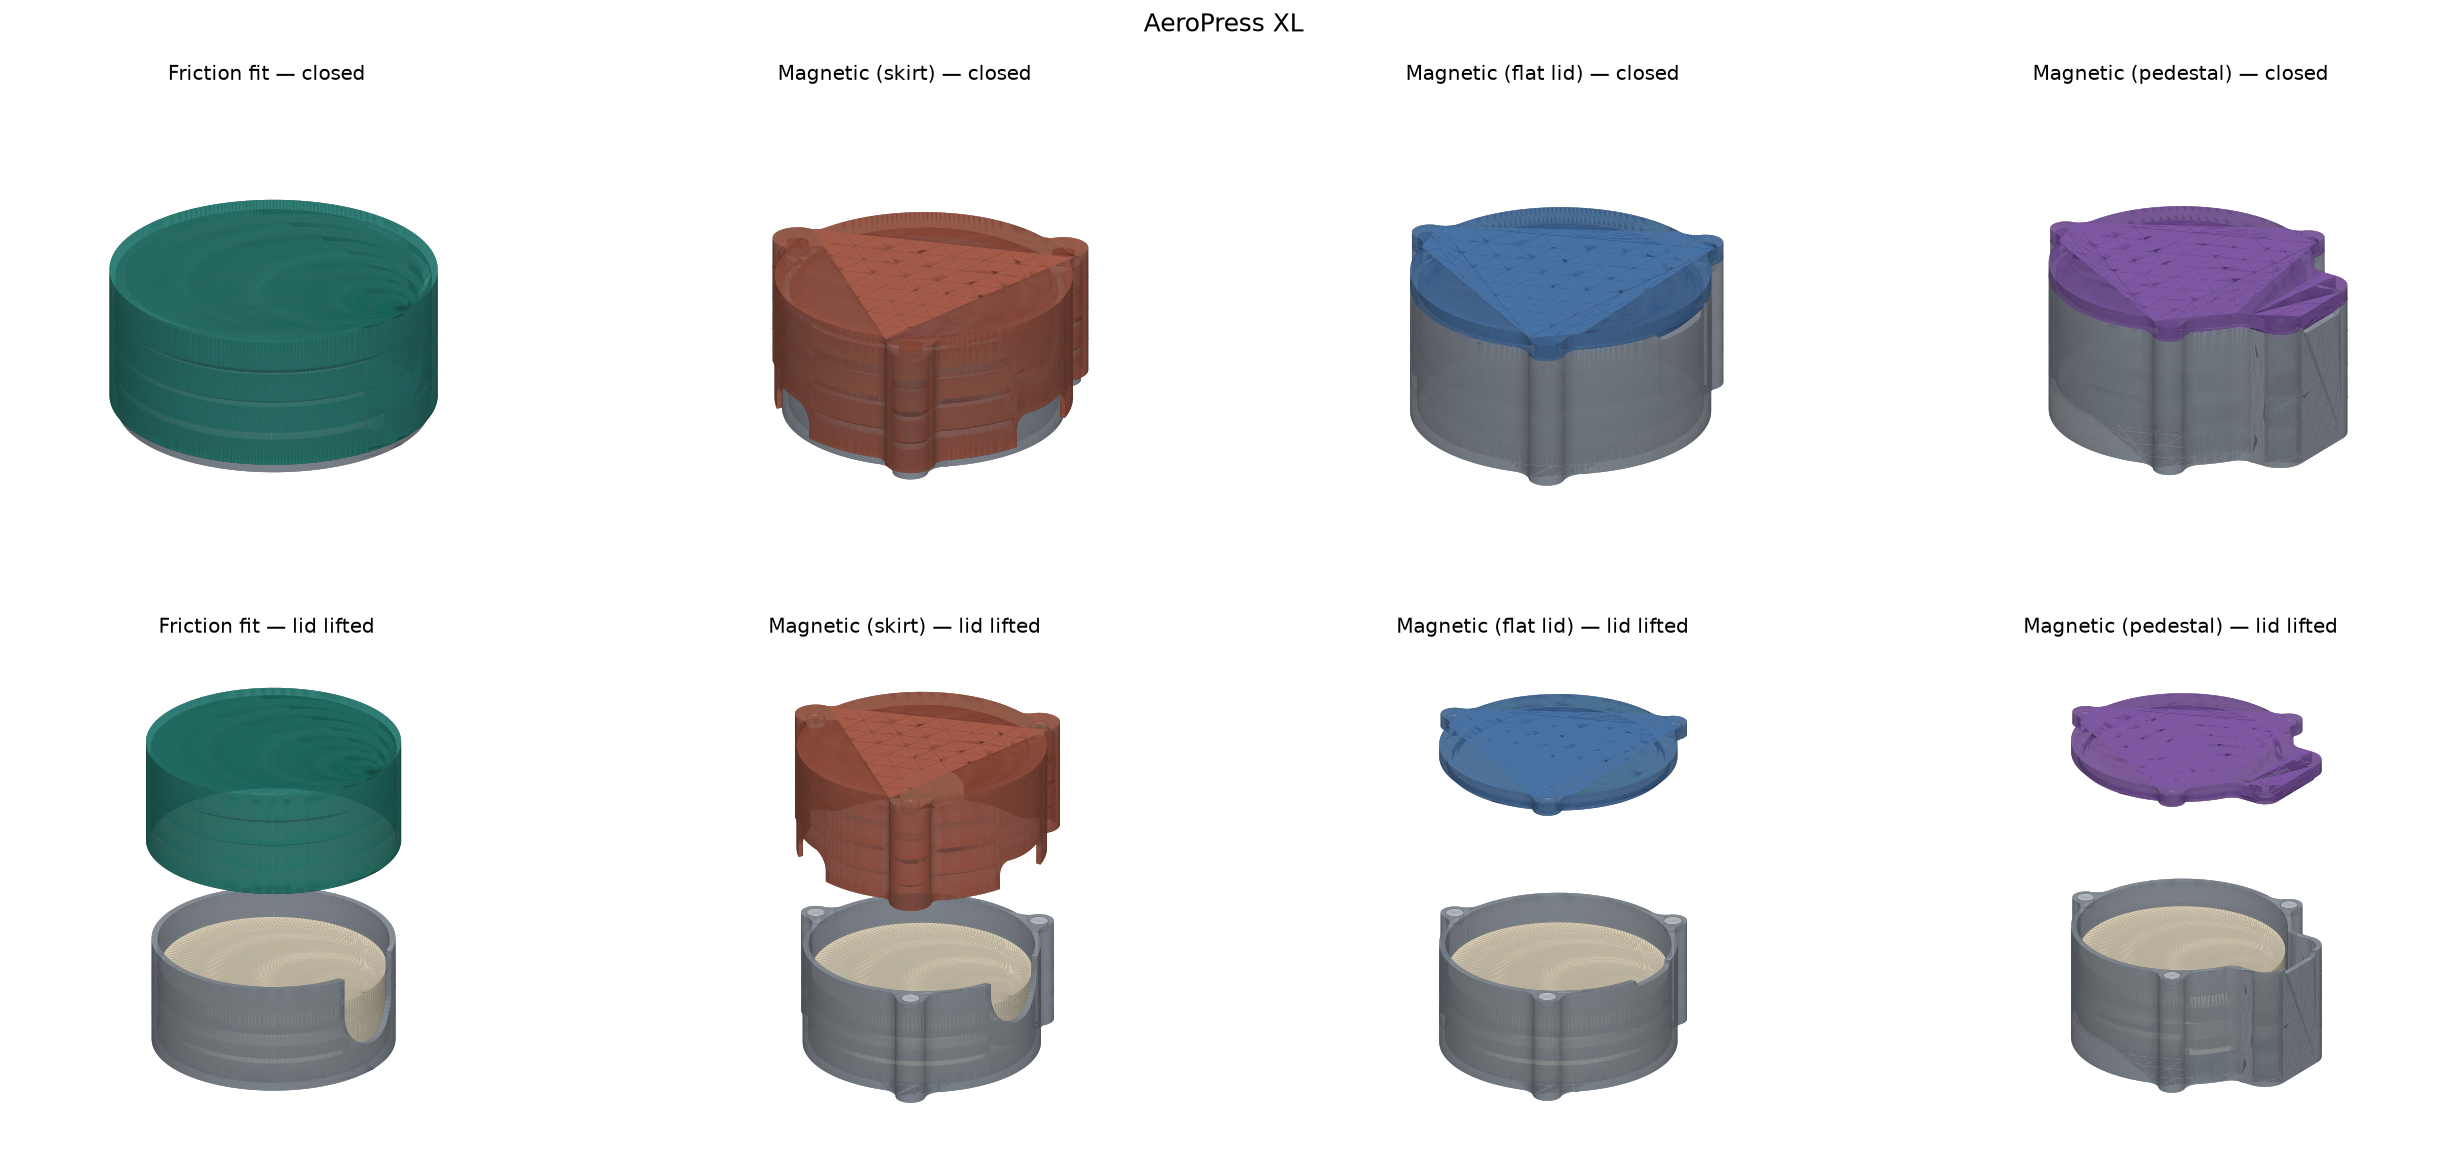 AeroPress XL
Friction fit — closed
Magnetic (skirt) — closed
Magnetic (flat lid) — closed
Magnetic (pedestal) — closed
Friction fit — lid lifted
Magnetic (skirt) — lid lifted
Magnetic (flat lid) — lid lifted
Magnetic (pedestal) — lid lifted